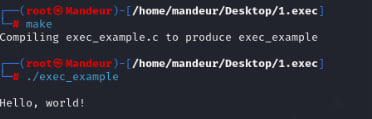 ┌──(root㉿Mandeur)-[/home/mandeur/Desktop/1.exec]
└─# make
Compiling exec_example.c to produce exec_example
┌──(root㉿Mandeur)-[/home/mandeur/Desktop/1.exec]
└─# ./exec_example
Hello, world!